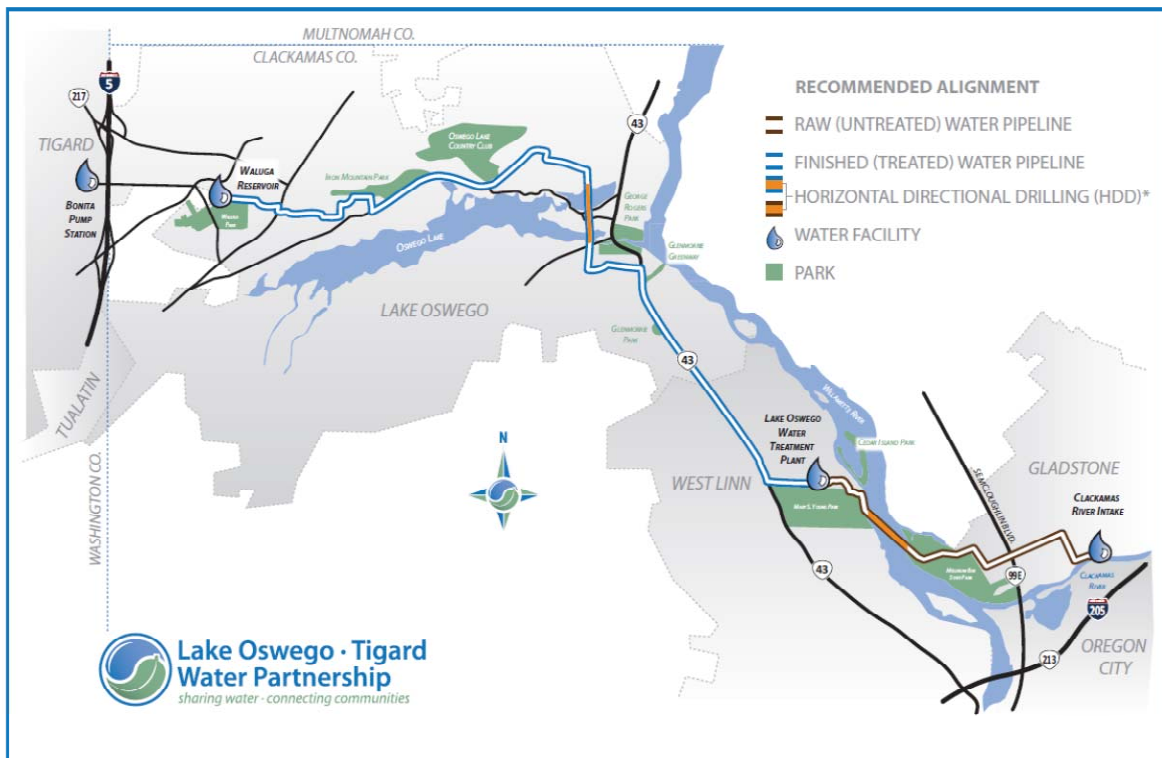 MULTNOMAH CO.
CLACKAMAS CO.
5
217
TIGARD
BONITA
PUMP
STATION
WALUGA
RESERVOIR
WALUGA
PARK
IRON MOUNTAIN PARK
OSWEGO LAKE
COUNTRY CLUB
43
GEORGE
ROGERS
PARK
GLENMORRIE
GREENWAY
OSWEGO LAKE
LAKE OSWEGO
GLENMORRIE
PARK
43
TUALATIN
WASHINGTON CO.
N
WILLAMETTE RIVER
LAKE OSWEGO
WATER
TREATMENT
PLANT
CEDAR ISLAND PARK
WEST LINN
MARY S. YOUNG PARK
43
SE MCLOUGHLIN BLVD.
GLADSTONE
CLACKAMAS
RIVER INTAKE
99E
CLACKAMAS
RIVER
205
OREGON
CITY
213
RECOMMENDED ALIGNMENT
RAW (UNTREATED) WATER PIPELINE
FINISHED (TREATED) WATER PIPELINE
HORIZONTAL DIRECTIONAL DRILLING (HDD)*
WATER FACILITY
PARK
Lake Oswego · Tigard
Water Partnership
sharing water · connecting communities